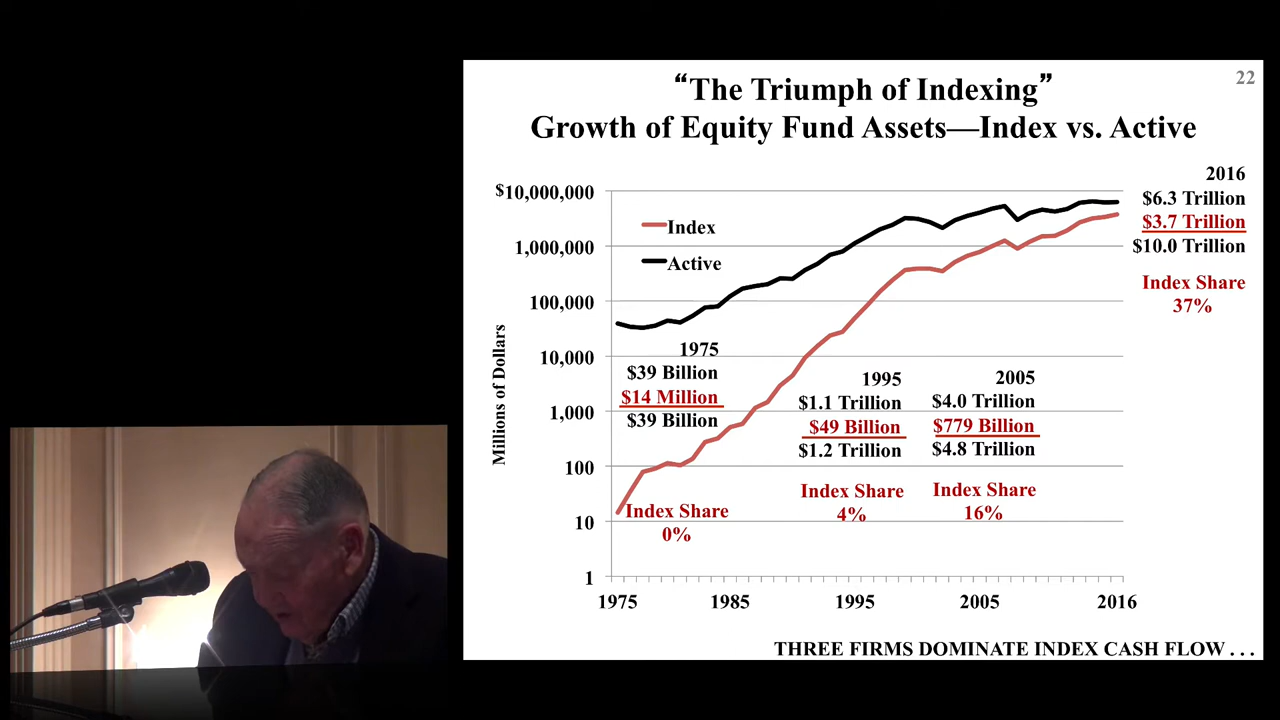 22
“The Triumph of Indexing”
Growth of Equity Fund Assets—Index vs. Active
2016
$6.3 Trillion
$3.7 Trillion
$10.0 Trillion
Index Share
37%
$10,000,000
1,000,000
100,000
10,000
1,000
100
10
1
Millions of Dollars
Index
Active
1975
$39 Billion
$14 Million
$39 Billion
Index Share
0%
1995
$1.1 Trillion
$49 Billion
$1.2 Trillion
Index Share
4%
2005
$4.0 Trillion
$779 Billion
$4.8 Trillion
Index Share
16%
1975 1985 1995 2005 2016
THREE FIRMS DOMINATE INDEX CASH FLOW . . .